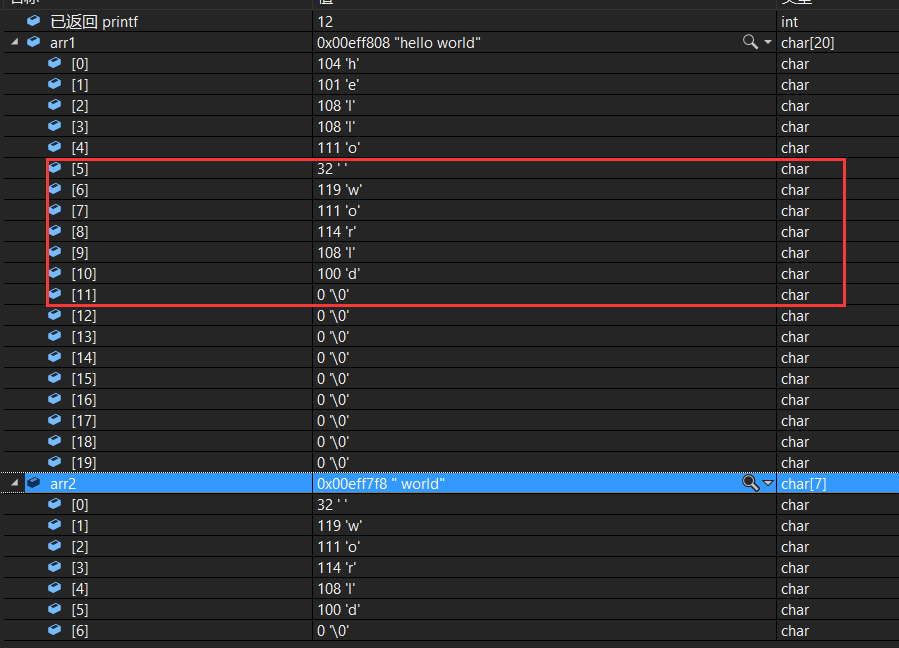 名称 值 类型
已返回 printf 12 int
arr1 0x00eff808 "hello world" char[20]
[0] 104 'h' char
[1] 101 'e' char
[2] 108 'l' char
[3] 108 'l' char
[4] 111 'o' char
[5] 32 ' ' char
[6] 119 'w' char
[7] 111 'o' char
[8] 114 'r' char
[9] 108 'l' char
[10] 100 'd' char
[11] 0 '\0' char
[12] 0 '\0' char
[13] 0 '\0' char
[14] 0 '\0' char
[15] 0 '\0' char
[16] 0 '\0' char
[17] 0 '\0' char
[18] 0 '\0' char
[19] 0 '\0' char
arr2 0x00eff7f8 " world" char[7]
[0] 32 ' ' char
[1] 119 'w' char
[2] 111 'o' char
[3] 114 'r' char
[4] 108 'l' char
[5] 100 'd' char
[6] 0 '\0' char